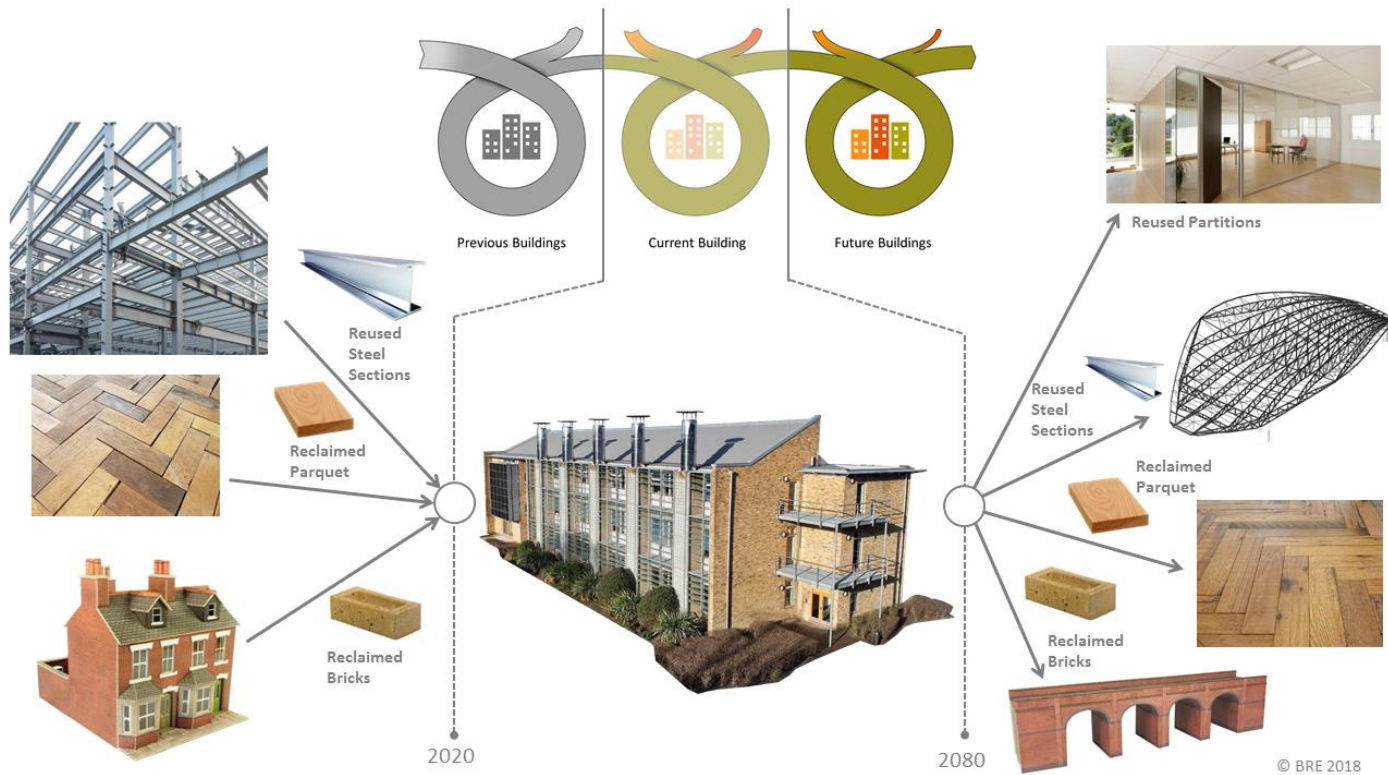 Previous Buildings
Current Building
Future Buildings
Reused Partitions
Reused
Steel
Sections
Reclaimed
Parquet
Reclaimed
Bricks
Reused
Steel
Sections
Reclaimed
Parquet
Reclaimed
Bricks
2020
2080
© BRE 2018